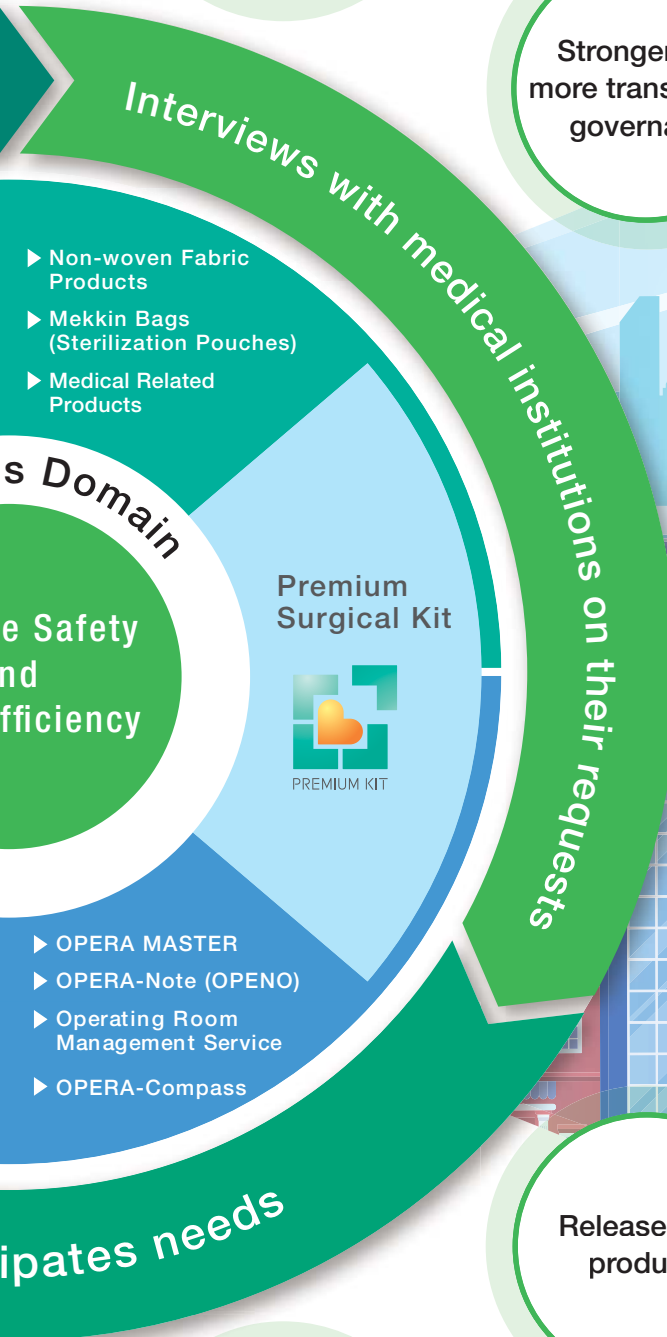 Interviews with medical institutions on their requests
Stronger
more trans
governa
Non-woven Fabric
Products
Mekkin Bags
(Sterilization Pouches)
Medical Related
Products
s Domain
e Safety
nd
fficiency
Premium
Surgical Kit
PREMIUM KIT
OPERA MASTER
OPERA-Note (OPENO)
Operating Room
Management Service
OPERA-Compass
ipates needs
Release
produ